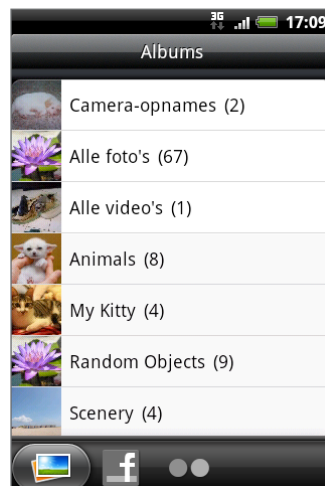 3G 17:09
Albums
Camera-opnames (2)
Alle foto's (67)
Alle video's (1)
Animals (8)
My Kitty (4)
Random Objects (9)
Scenery (4)
f